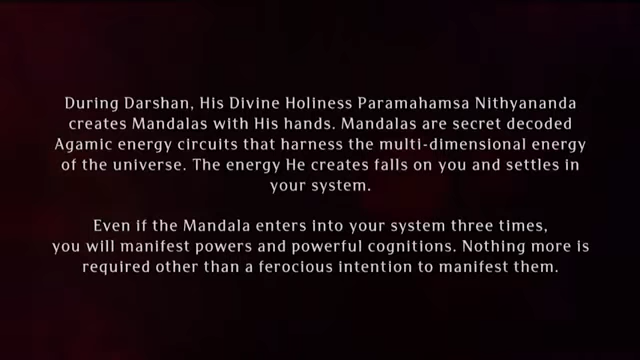 During Darshan, His Divine Holiness Paramahamsa Nithyananda
creates Mandalas with His hands. Mandalas are secret decoded
Agamic energy circuits that harness the multi-dimensional energy
of the universe. The energy He creates falls on you and settles in
your system.
Even if the Mandala enters into your system three times,
you will manifest powers and powerful cognitions. Nothing more is
required other than a ferocious intention to manifest them.